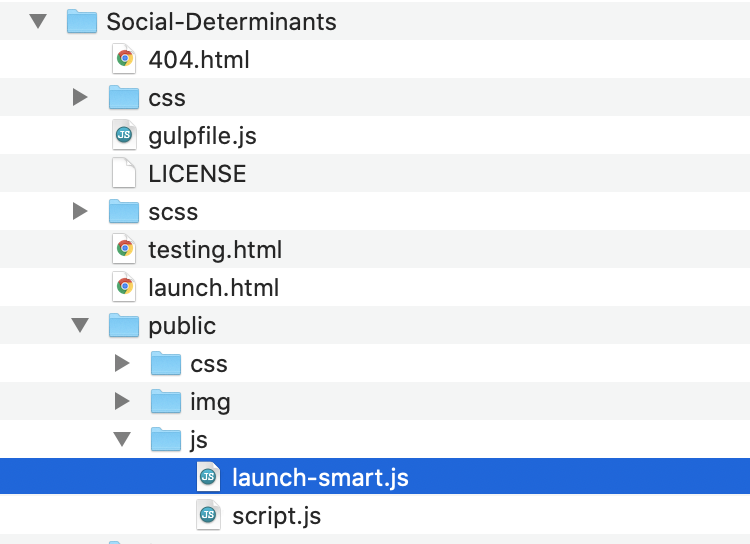 Social-Determinants
404.html
css
JS gulpfile.js
LICENSE
scss
testing.html
launch.html
public
css
img
js
JS launch-smart.js
JS script.js